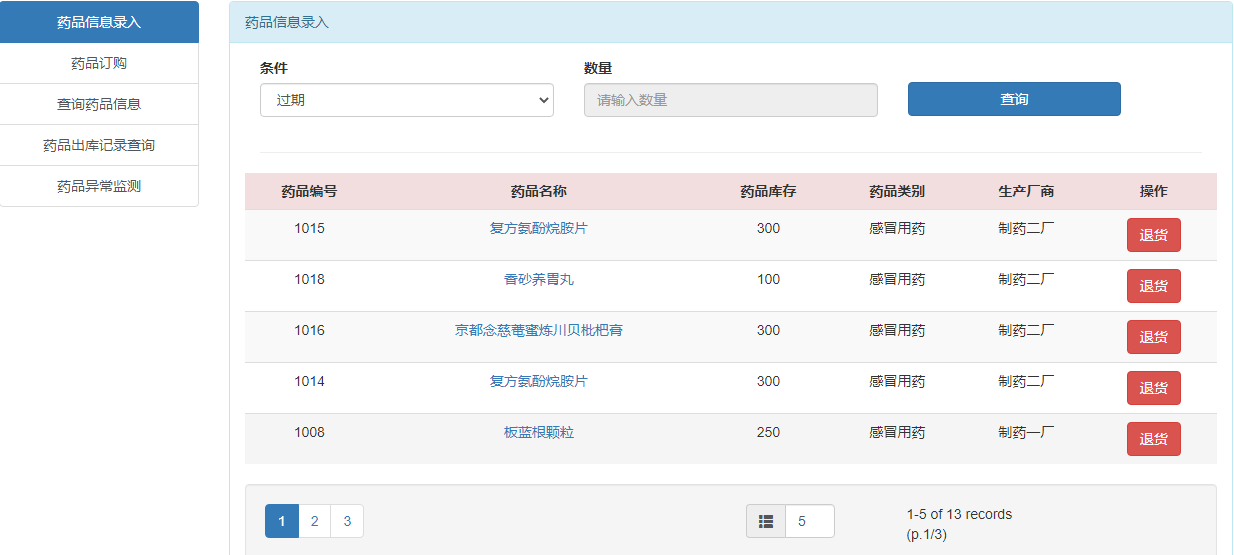 药品信息录入
药品订购
查询药品信息
药品出库记录查询
药品异常监测
药品信息录入
条件 数量
过期 请输入数量 查询
药品编号 药品名称 药品库存 药品类别 生产厂商 操作
1015 复方氨酚烷胺片 300 感冒用药 制药二厂 退货
1018 香砂养胃丸 100 感冒用药 制药二厂 退货
1016 京都念慈菴蜜炼川贝枇杷膏 300 感冒用药 制药二厂 退货
1014 复方氨酚烷胺片 300 感冒用药 制药二厂 退货
1008 板蓝根颗粒 250 感冒用药 制药一厂 退货
1 2 3 5 1-5 of 13 records
(p.1/3)